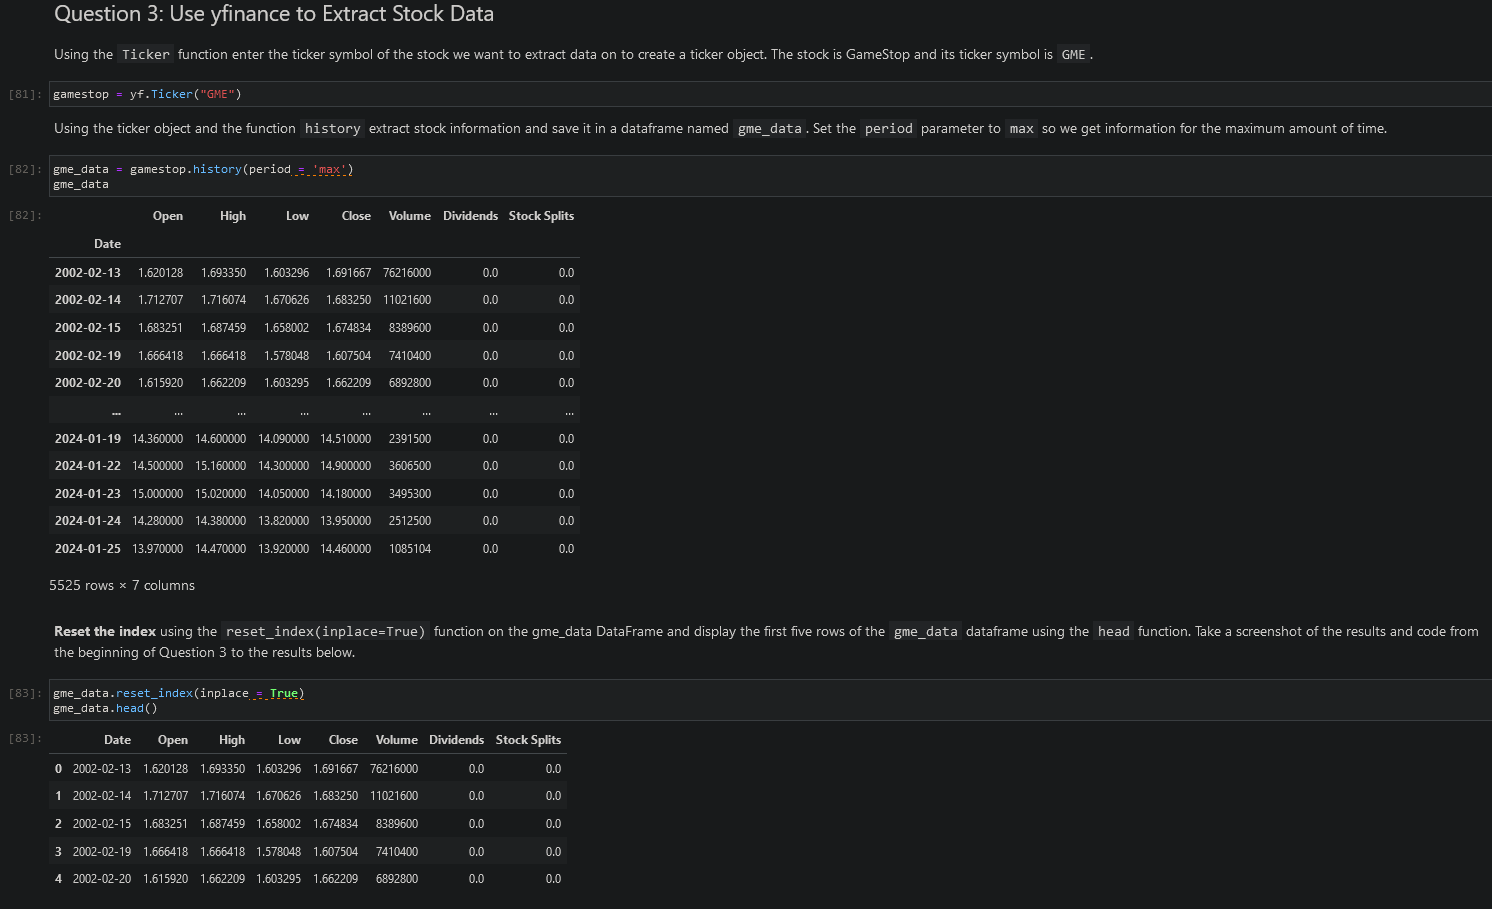 Question 3: Use yfinance to Extract Stock Data
Using the Ticker function enter the ticker symbol of the stock we want to extract data on to create a ticker object. The stock is GameStop and its ticker symbol is GME.
[81]: gamestop = yf.Ticker("GME")
Using the ticker object and the function history extract stock information and save it in a dataframe named gme_data. Set the period parameter to max so we get information for the maximum amount of time.
[82]: gme_data = gamestop.history(period = 'max')
gme_data
[82]: Open High Low Close Volume Dividends Stock Splits
Date
2002-02-13 1.620128 1.693350 1.603296 1.691667 76216000 0.0 0.0
2002-02-14 1.712707 1.716074 1.670626 1.683250 11021600 0.0 0.0
2002-02-15 1.683251 1.687459 1.658002 1.674834 8389600 0.0 0.0
2002-02-19 1.666418 1.666418 1.578048 1.607504 7410400 0.0 0.0
2002-02-20 1.615920 1.662209 1.603295 1.662209 6892800 0.0 0.0
... ... ... ... ... ... ... ...
2024-01-19 14.360000 14.600000 14.090000 14.510000 2391500 0.0 0.0
2024-01-22 14.500000 15.160000 14.300000 14.900000 3606500 0.0 0.0
2024-01-23 15.000000 15.020000 14.050000 14.180000 3495300 0.0 0.0
2024-01-24 14.280000 14.380000 13.820000 13.950000 2512500 0.0 0.0
2024-01-25 13.970000 14.470000 13.920000 14.460000 1085104 0.0 0.0
5525 rows × 7 columns
Reset the index using the reset_index(inplace=True) function on the gme_data DataFrame and display the first five rows of the gme_data dataframe using the head function. Take a screenshot of the results and code from
the beginning of Question 3 to the results below.
[83]: gme_data.reset_index(inplace = True)
gme_data.head()
[83]: Date Open High Low Close Volume Dividends Stock Splits
0 2002-02-13 1.620128 1.693350 1.603296 1.691667 76216000 0.0 0.0
1 2002-02-14 1.712707 1.716074 1.670626 1.683250 11021600 0.0 0.0
2 2002-02-15 1.683251 1.687459 1.658002 1.674834 8389600 0.0 0.0
3 2002-02-19 1.666418 1.666418 1.578048 1.607504 7410400 0.0 0.0
4 2002-02-20 1.615920 1.662209 1.603295 1.662209 6892800 0.0 0.0